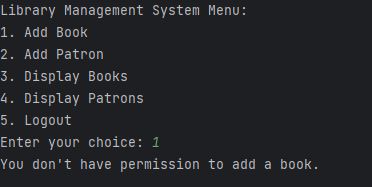 Library Management System Menu:
1. Add Book
2. Add Patron
3. Display Books
4. Display Patrons
5. Logout
Enter your choice: 1
You don't have permission to add a book.